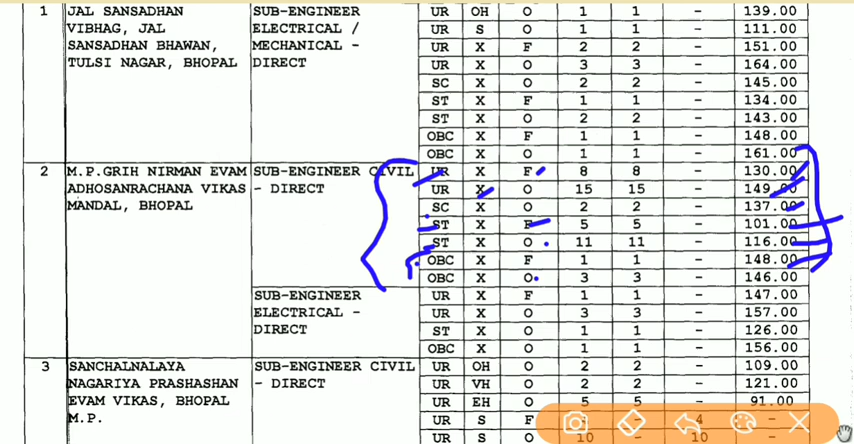 1 JAL SANSADHAN SUB-ENGINEER UR OH O 1 1 - 139.00
VIBHAG, JAL ELECTRICAL / UR S O 1 1 - 111.00
SANSADHAN BHAWAN, MECHANICAL - UR X F 2 2 - 151.00
TULSI NAGAR, BHOPAL DIRECT UR X O 3 3 - 164.00
SC X O 2 2 - 145.00
ST X F 1 1 - 134.00
ST X O 2 2 - 143.00
OBC X F 1 1 - 148.00
OBC X O 1 1 - 161.00
2 M.P.GRIH NIRMAN EVAM SUB-ENGINEER CIVIL UR X F 8 8 - 130.00
ADHOSANRACHANA VIKAS - DIRECT UR X O 15 15 - 149.00
MANDAL, BHOPAL SC X O 2 2 - 137.00
ST X F 5 5 - 101.00
ST X O 11 11 - 116.00
OBC X F 1 1 - 148.00
OBC X O 3 3 - 146.00
SUB-ENGINEER UR X F 1 1 - 147.00
ELECTRICAL - UR X O 3 3 - 157.00
DIRECT ST X O 1 1 - 126.00
OBC X O 1 1 - 156.00
3 SANCHALNALAYA SUB-ENGINEER CIVIL UR OH O 2 2 - 109.00
NAGARIYA PRASHASHAN - DIRECT UR VH O 2 2 - 121.00
EVAM VIKAS, BHOPAL UR EH O 5 5 - 91.00
M.P. UR S F 4 -
UR S O 10 - 10 -